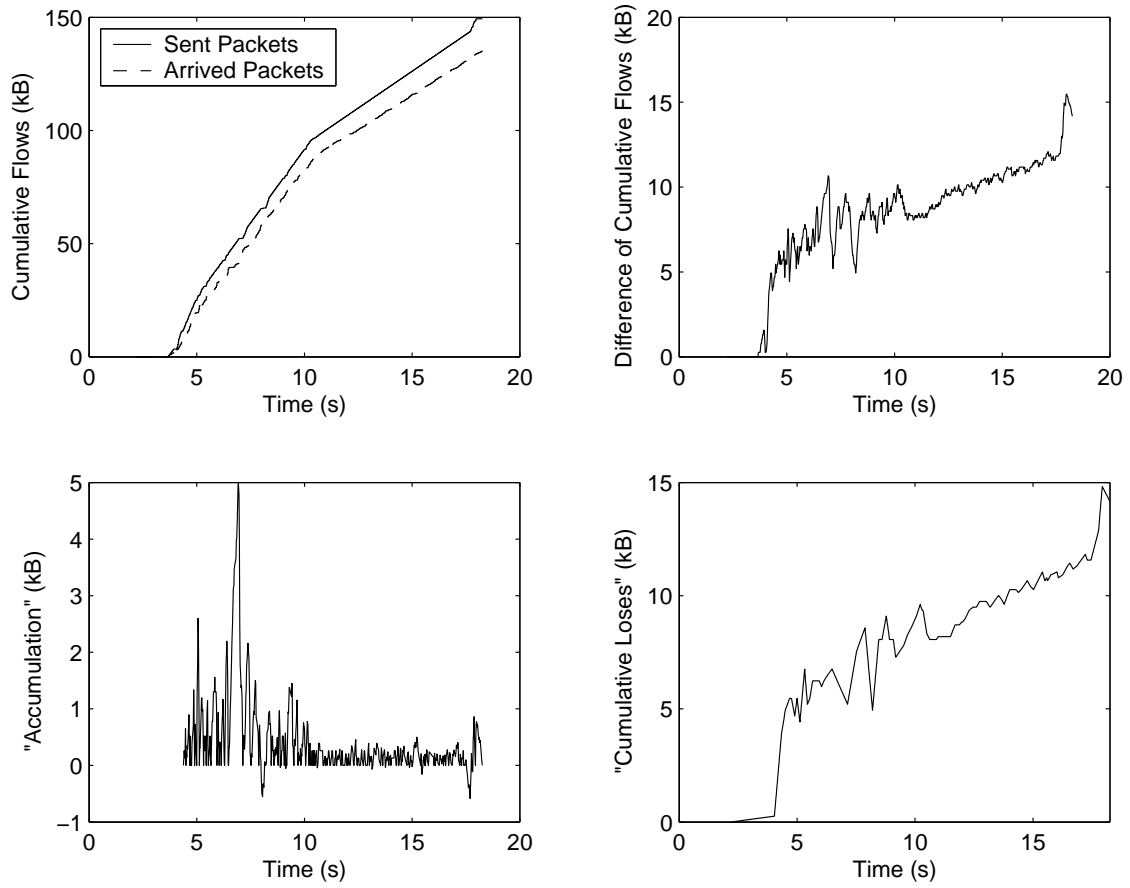 150
100
50
0
Cumulative Flows (kB)
Sent Packets
Arrived Packets
0 5 10 15 20
Time (s)
20
15
10
5
0
Difference of Cumulative Flows (kB)
0 5 10 15 20
Time (s)
5
4
3
2
1
0
−1
"Accumulation" (kB)
0 5 10 15 20
Time (s)
15
10
5
0
"Cumulative Loses" (kB)
5 10 15
Time (s)